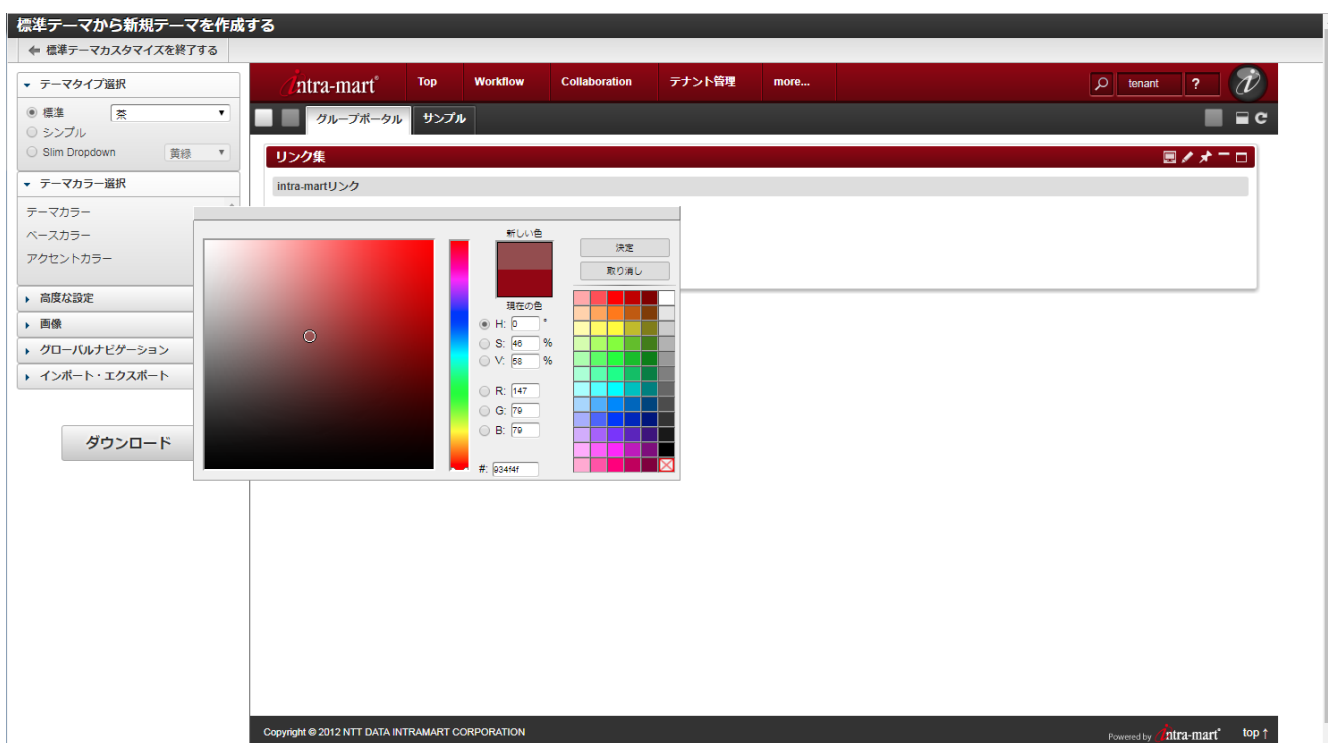 標準テーマから新規テーマを作成する
標準テーマカスタマイズを終了する
テーマタイプ選択
標準 茶
シンプル
Slim Dropdown 黄緑
テーマカラー選択
テーマカラー
ベースカラー
アクセントカラー
高度な設定
画像
グローバルナビゲーション
インポート・エクスポート
ダウンロード
intra-mart Top Workflow Collaboration テナント管理 more... tenant ?
グループポータル サンプル
リンク集
intra-martリンク
新しい色
現在の色
決定
取り消し
H: 0 °
S: 46 %
V: 58 %
R: 147
G: 79
B: 79
#: 934f4f
Copyright © 2012 NTT DATA INTRAMART CORPORATION
Powered by intra-mart top ↑